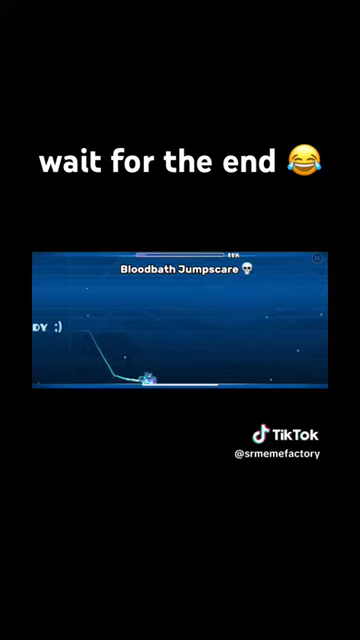 wait for the end 😂
Bloodbath Jumpscare 💀
DY ;)
TikTok
@srmemefactory